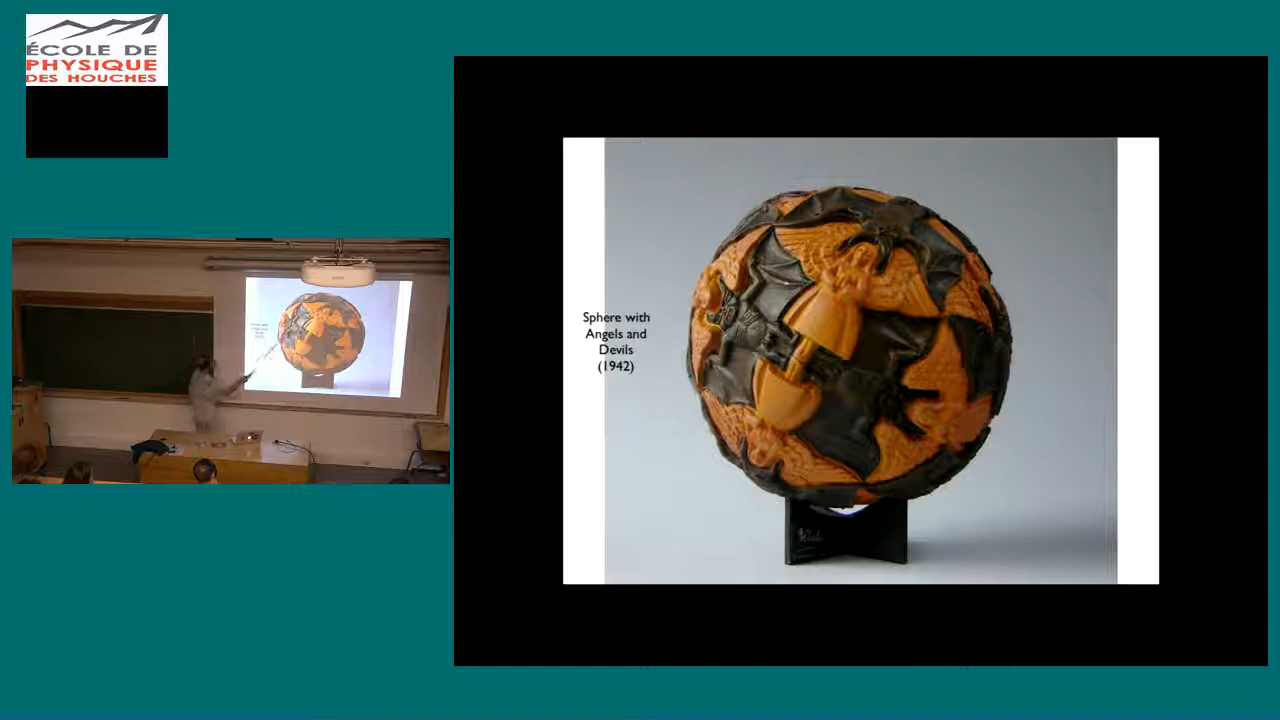 ÉCOLE DE
PHYSIQUE
DES HOUCHES
Sphere with
Angels and
Devils
(1942)